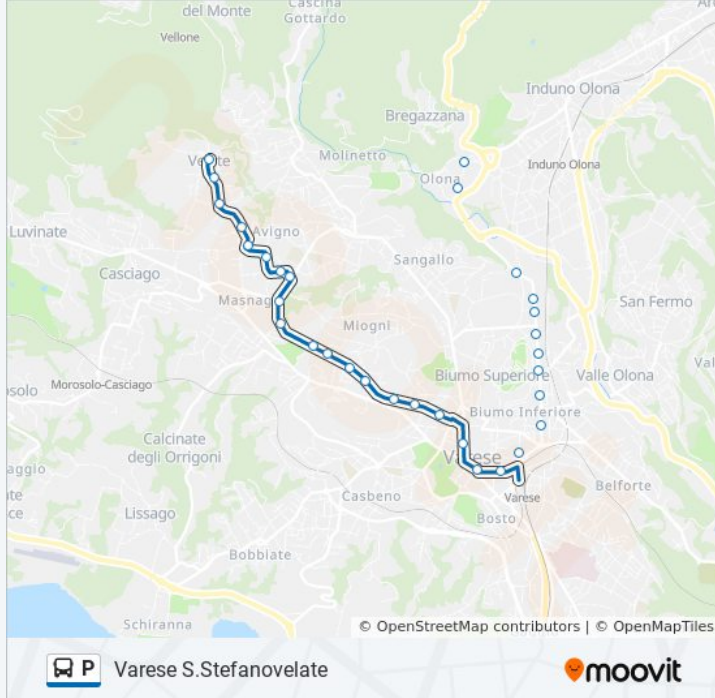 del Monte
Cascina
Gottardo
Vellone
Induno Olona
Bregazzana
Velate
Molinetto
Induno Olona
Olona
Luvinate
Avigno
Sangallo
Casciago
Masnag
San Fermo
Miogni
Morosolo-Casciago
Biumo Superiore
Valle Olona
Biumo Inferiore
Calcinate
degli Orrigoni
Varese
Casbeno
Varese
Belforte
Lissago
Bosto
Bobbiate
Schiranna
© OpenStreetMap contributors | © OpenMapTiles
P Varese S.Stefanovelate
moovit